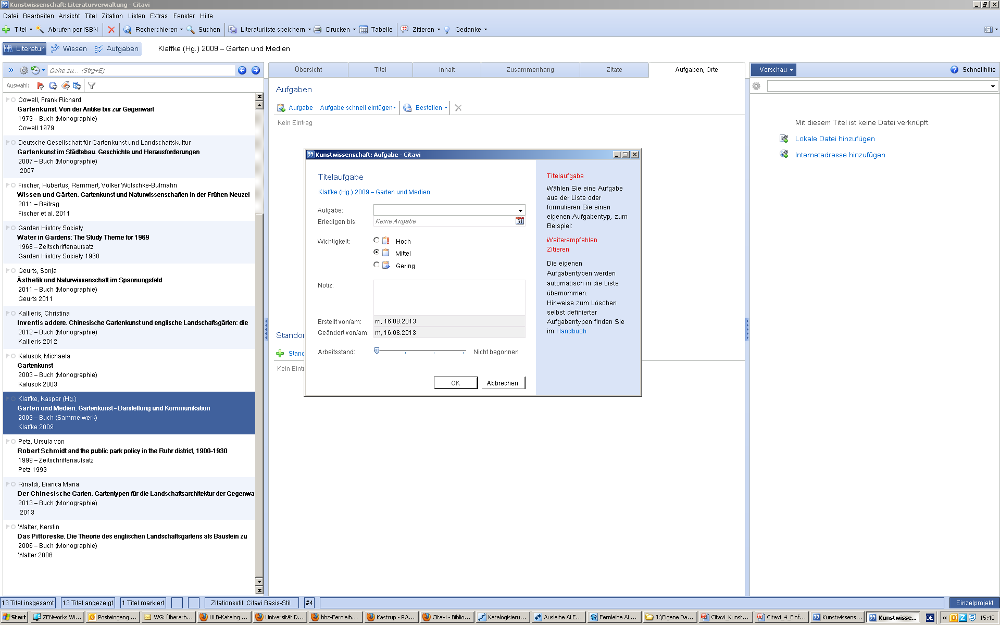 Kunstwissenschaft: Literaturverwaltung - Citavi
Datei Bearbeiten Ansicht Titel Zitation Listen Extras Fenster Hilfe
Titel Abrufen per ISBN Recherchieren Suchen Literaturliste speichern Drucken Tabelle Zitieren Gedanke
Literatur Wissen Aufgaben Klaffke (Hg.) 2009 – Garten und Medien
Gehe zu... (Strg+E)
Auswahl:
Cowell, Frank Richard
Gartenkunst. Von der Antike bis zur Gegenwart
1979 – Buch (Monographie)
Cowell 1979
Deutsche Gesellschaft für Gartenkunst und Landschaftskultur
Gartenkunst im Städtebau. Geschichte und Herausforderungen
2007 – Buch (Monographie)
2007
Fischer, Hubertus; Remmert, Volker Wolschke-Bulmahn
Wissen und Gärten. Gartenkunst und Naturwissenschaften in der Frühen Neuzei
2011 – Beitrag
Fischer et al. 2011
Garden History Society
Water in Gardens: The Study Theme for 1969
1968 – Zeitschriftenaufsatz
Garden History Society 1968
Geurts, Sonja
Ästhetik und Naturwissenschaft im Spannungsfeld
2011 – Buch (Monographie)
Geurts 2011
Kallieris, Christina
Inventis addere. Chinesische Gartenkunst und englische Landschaftsgärten: die
2012 – Buch (Monographie)
Kallieris 2012
Kalusok, Michaela
Gartenkunst
2003 – Buch (Monographie)
Kalusok 2003
Klaffke, Kaspar (Hg.)
Garten und Medien. Gartenkunst - Darstellung und Kommunikation
2009 – Buch (Sammelwerk)
Klaffke 2009
Petz, Ursula von
Robert Schmidt and the public park policy in the Ruhr district, 1900-1930
1999 – Zeitschriftenaufsatz
Petz 1999
Rinaldi, Bianca Maria
Der Chinesische Garten. Gartentypen für die Landschaftsarchitektur der Gegenwa
2013 – Buch (Monographie)
2013
Walter, Kerstin
Das Pittoreske. Die Theorie des englischen Landschaftsgartens als Baustein zu
2006 – Buch (Monographie)
Walter 2006
Übersicht Titel Inhalt Zusammenhang Zitate Aufgaben, Orte
Aufgaben
Aufgabe Aufgabe schnell einfügen Bestellen
Kein Eintrag
Standor
Stand
Kein Eintr
Kunstwissenschaft: Aufgabe - Citavi
Titelaufgabe
Klaffke (Hg.) 2009 – Garten und Medien
Aufgabe:
Erledigen bis: Keine Angabe 31
Wichtigkeit: Hoch
Mittel
Gering
Notiz:
Erstellt von/am: m, 16.08.2013
Geändert von/am: m, 16.08.2013
Arbeitsstand: Nicht begonnen
OK Abbrechen
Titelaufgabe
Wählen Sie eine Aufgabe
aus der Liste oder
formulieren Sie einen
eigenen Aufgabentyp, zum
Beispiel:
Weiterempfehlen
Zitieren
Die eigenen
Aufgabentypen werden
automatisch in die Liste
übernommen.
Hinweise zum Löschen
selbst definierter
Aufgabentypen finden Sie
im Handbuch
Vorschau Schnellhilfe
Mit diesem Titel ist keine Datei verknüpft.
Lokale Datei hinzufügen
Internetadresse hinzufügen
13 Titel insgesamt 13 Titel angezeigt 1 Titel markiert Zitationsstil: Citavi Basis-Stil #4 Einzelprojekt
Start ZENworks Wi... Posteingang ... WG: Überarb... ULB-Katalog ... Universität D... hbz-Fernleih... Kastrup - RA... Citavi - Biblio... Katalogisieru... Ausleihe ALE... Fernleihe AL... J:\Eigene Da... Citavi_Kunst... Citavi_4_Einf... Kunstwissens... Kunstwisse... DE « 15:40